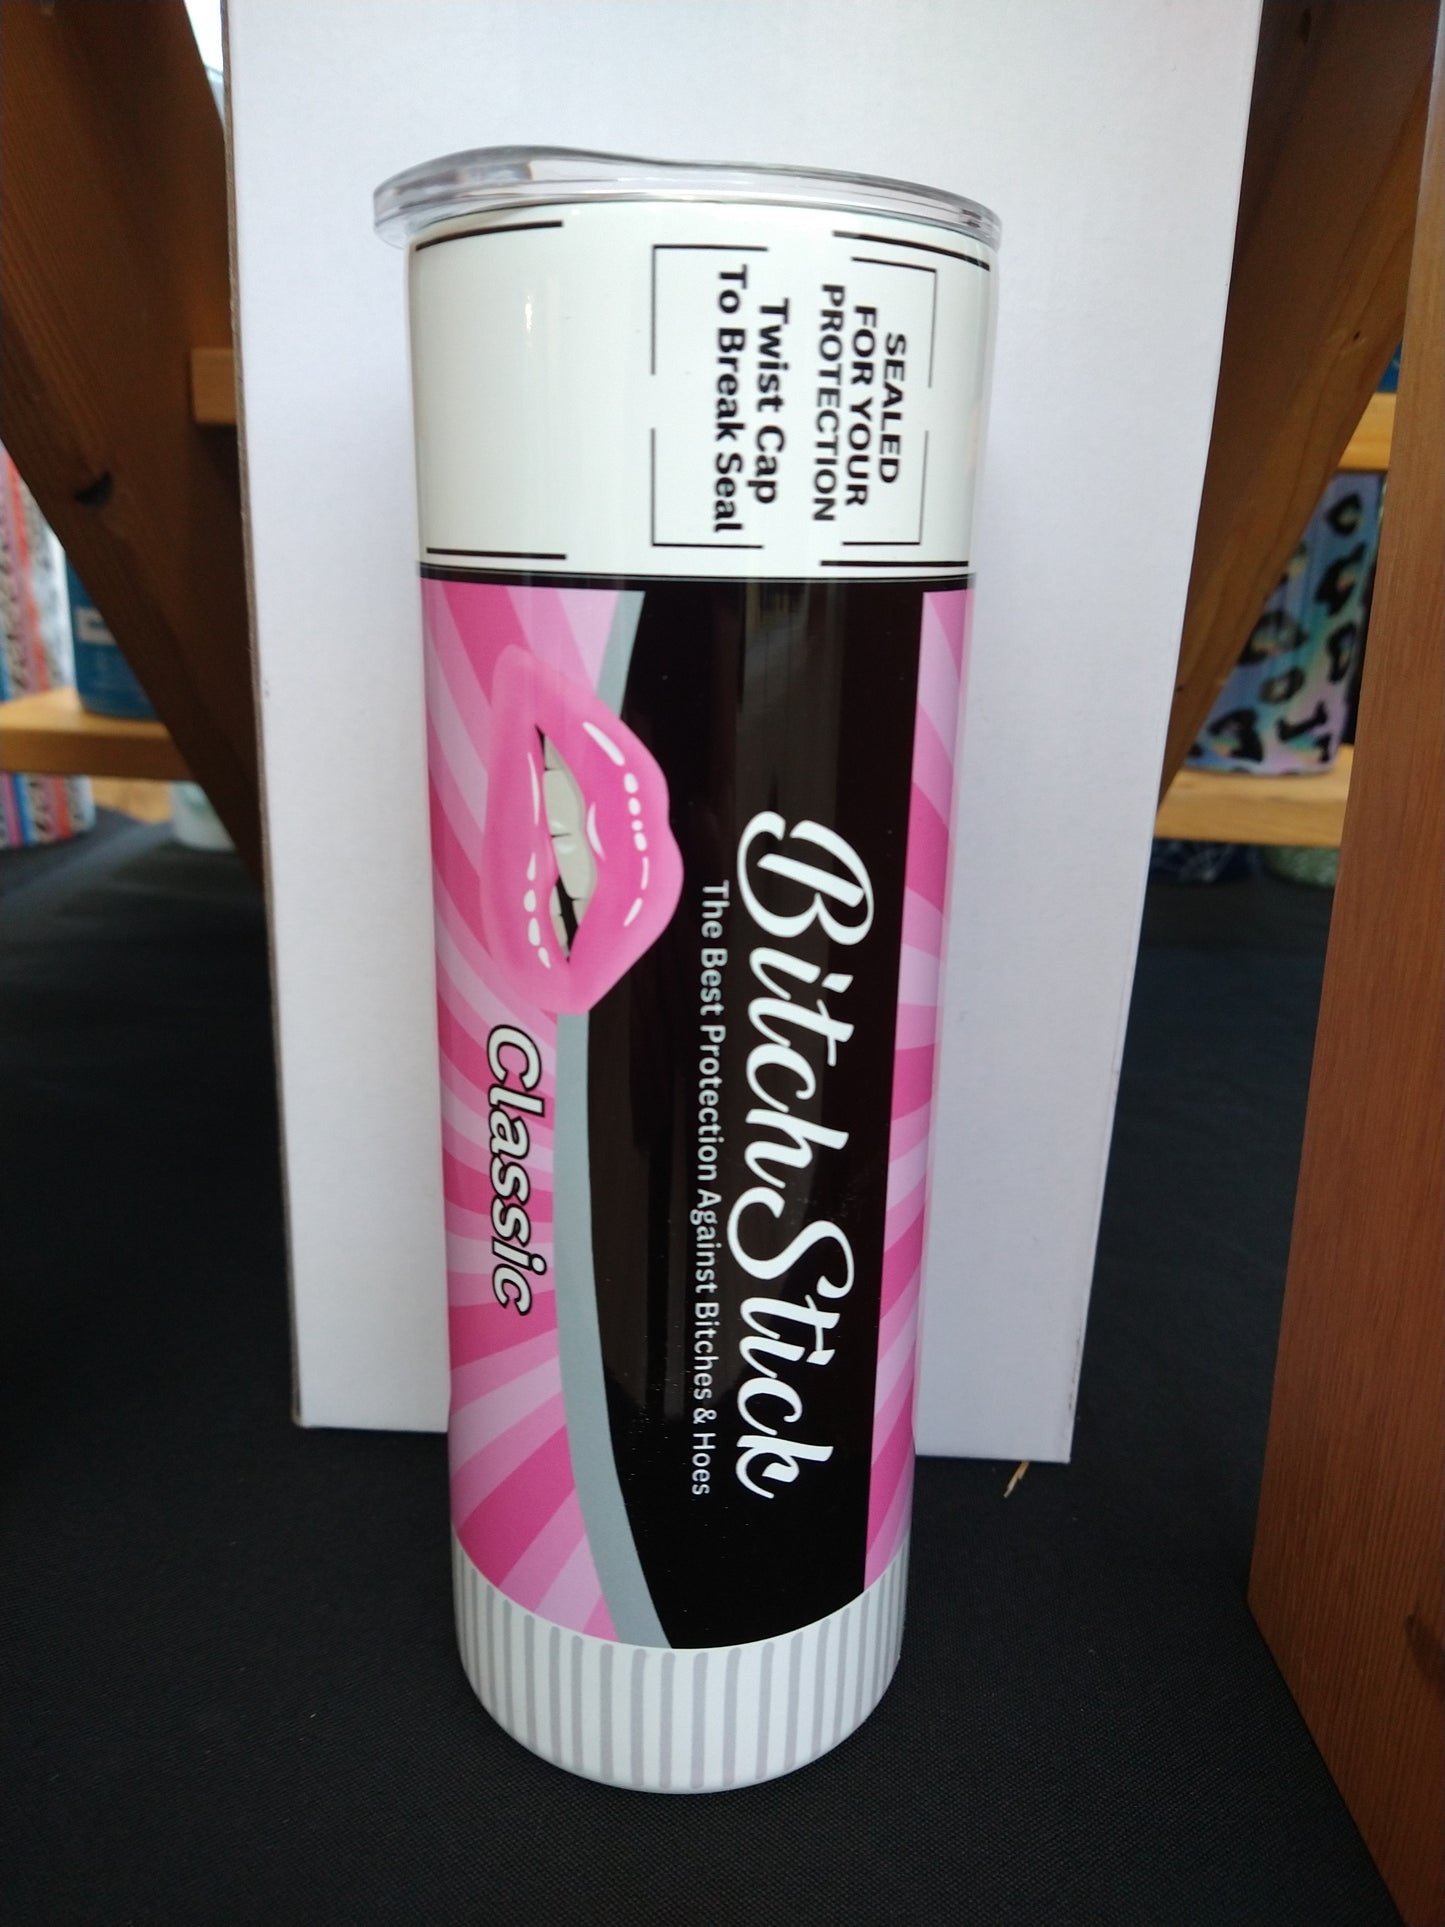 SEALED
FOR YOUR
PROTECTION
Twist Cap
To Break Seal
BitchStick
The Best Protection Against Bitches & Hoes
Classic